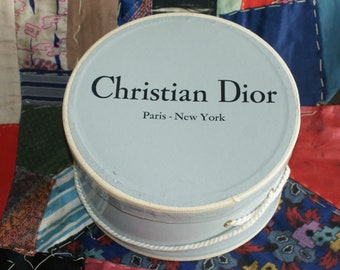 Christian Dior
Paris - New York